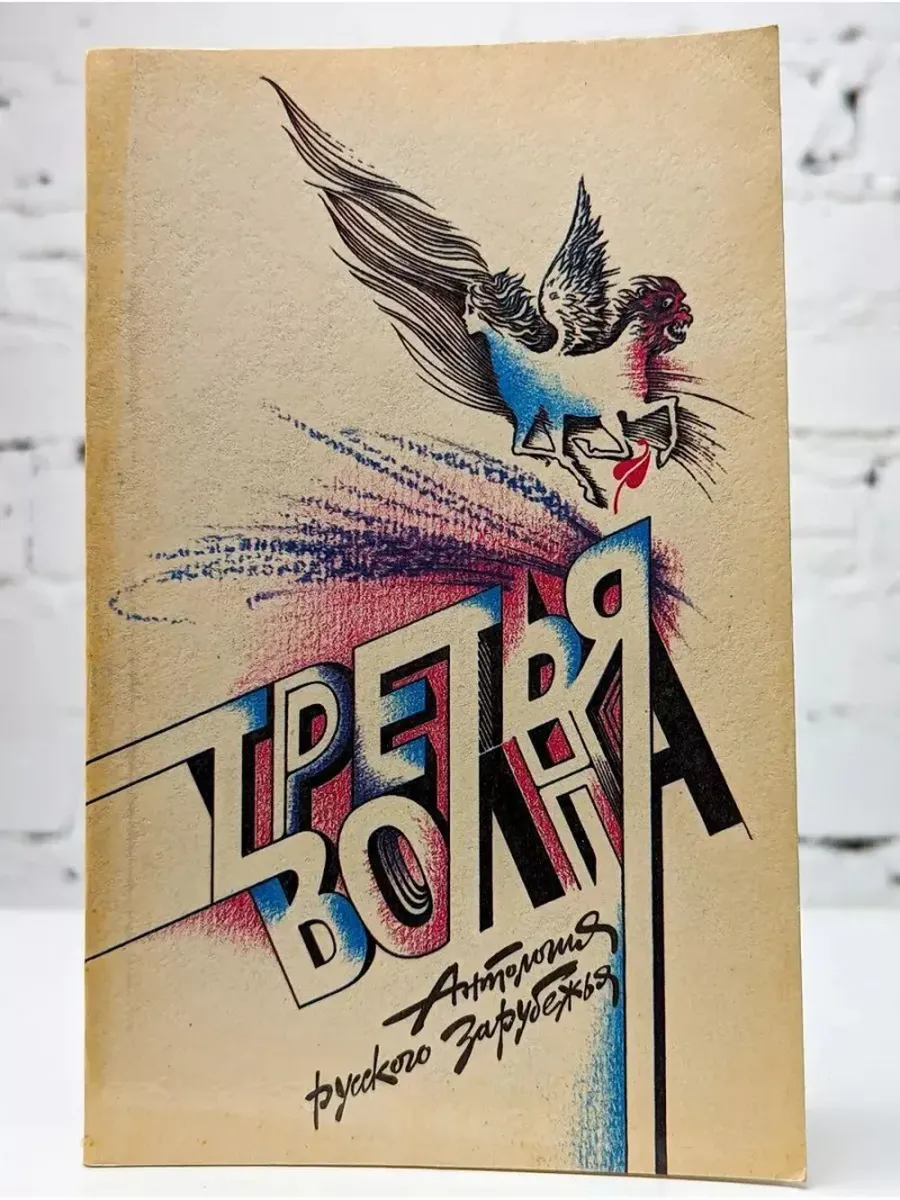 ТРЕТЬЯ
ВОЛНА
Антология
русского Зарубежья